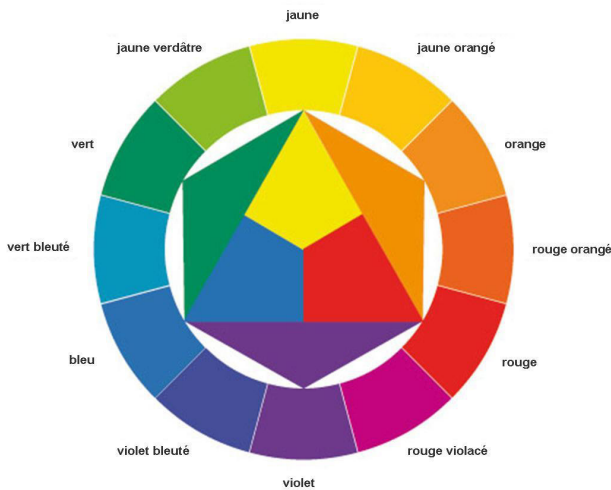 jaune
jaune verdâtre
jaune orangé
vert
orange
vert bleuté
rouge orangé
bleu
rouge
violet bleuté
rouge violacé
violet